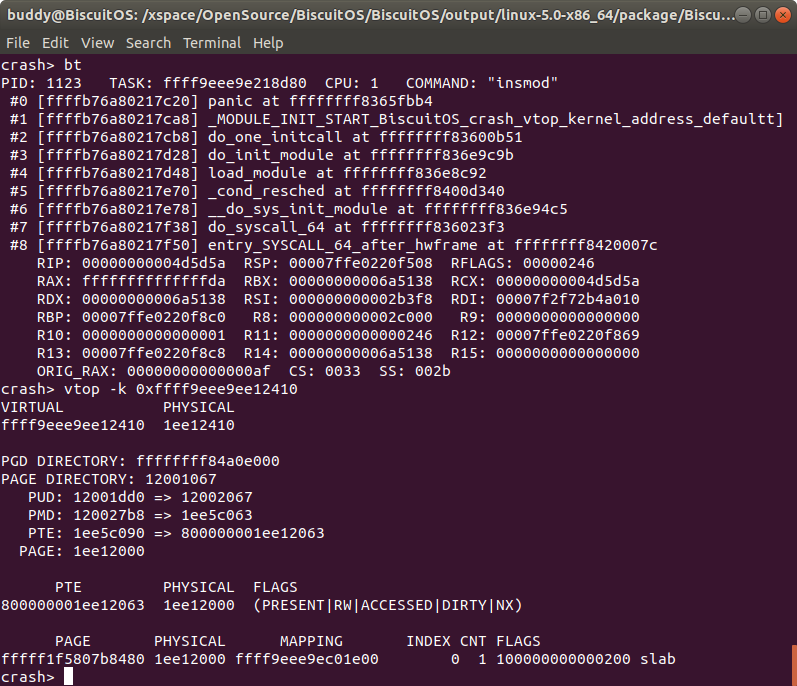 buddy@BiscuitOS: /xspace/OpenSource/BiscuitOS/BiscuitOS/output/linux-5.0-x86_64/package/Biscu...
File Edit View Search Terminal Help
crash> bt
PID: 1123   TASK: ffff9eee9e218d80  CPU: 1   COMMAND: "insmod"
 #0 [ffffb76a80217c20] panic at ffffffff8365fbb4
 #1 [ffffb76a80217ca8] _MODULE_INIT_START_BiscuitOS_crash_vtop_kernel_address_defaultt]
 #2 [ffffb76a80217cb8] do_one_initcall at ffffffff83600b51
 #3 [ffffb76a80217d28] do_init_module at ffffffff836e9c9b
 #4 [ffffb76a80217d48] load_module at ffffffff836e8c92
 #5 [ffffb76a80217e70] _cond_resched at ffffffff8400d340
 #6 [ffffb76a80217e78] __do_sys_init_module at ffffffff836e94c5
 #7 [ffffb76a80217f38] do_syscall_64 at ffffffff836023f3
 #8 [ffffb76a80217f50] entry_SYSCALL_64_after_hwframe at ffffffff8420007c
    RIP: 00000000004d5d5a  RSP: 00007ffe0220f508  RFLAGS: 00000246
    RAX: ffffffffffffffda  RBX: 00000000006a5138  RCX: 00000000004d5d5a
    RDX: 00000000006a5138  RSI: 000000000002b3f8  RDI: 00007f2f72b4a010
    RBP: 00007ffe0220f8c0   R8: 000000000002c000   R9: 0000000000000000
    R10: 0000000000000001  R11: 0000000000000246  R12: 00007ffe0220f869
    R13: 00007ffe0220f8c8  R14: 00000000006a5138  R15: 0000000000000000
    ORIG_RAX: 00000000000000af  CS: 0033  SS: 002b
crash> vtop -k 0xffff9eee9ee12410
VIRTUAL           PHYSICAL
ffff9eee9ee12410  1ee12410
PGD DIRECTORY: ffffffff84a0e000
PAGE DIRECTORY: 12001067
   PUD: 12001dd0 => 12002067
   PMD: 120027b8 => 1ee5c063
   PTE: 1ee5c090 => 800000001ee12063
  PAGE: 1ee12000
      PTE         PHYSICAL  FLAGS
800000001ee12063  1ee12000  (PRESENT|RW|ACCESSED|DIRTY|NX)
      PAGE       PHYSICAL      MAPPING       INDEX CNT FLAGS
fffff1f5807b8480 1ee12000 ffff9eee9ec01e00        0  1 100000000000200 slab
crash>